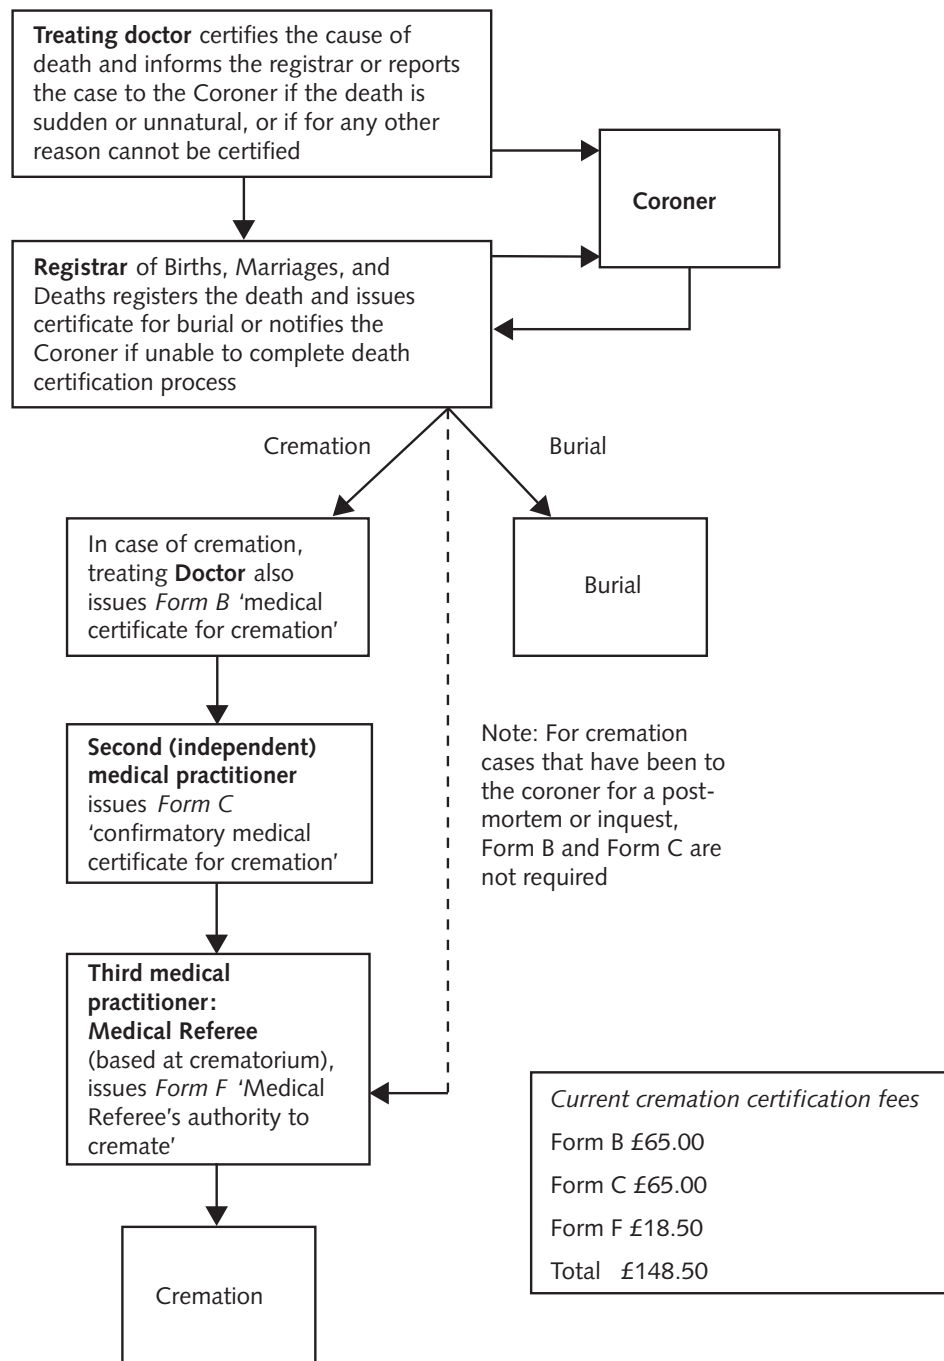 Treating doctor certifies the cause of
death and informs the registrar or reports
the case to the Coroner if the death is
sudden or unnatural, or if for any other
reason cannot be certified
Coroner
Registrar of Births, Marriages, and
Deaths registers the death and issues
certificate for burial or notifies the
Coroner if unable to complete death
certification process
Cremation
Burial
In case of cremation,
treating Doctor also
issues Form B ‘medical
certificate for cremation’
Burial
Second (independent)
medical practitioner
issues Form C
‘confirmatory medical
certificate for cremation’
Note: For cremation
cases that have been to
the coroner for a post-
mortem or inquest,
Form B and Form C are
not required
Third medical
practitioner:
Medical Referee
(based at crematorium),
issues Form F ‘Medical
Referee’s authority to
cremate’
Current cremation certification fees
Form B £65.00
Form C £65.00
Form F £18.50
Total £148.50
Cremation